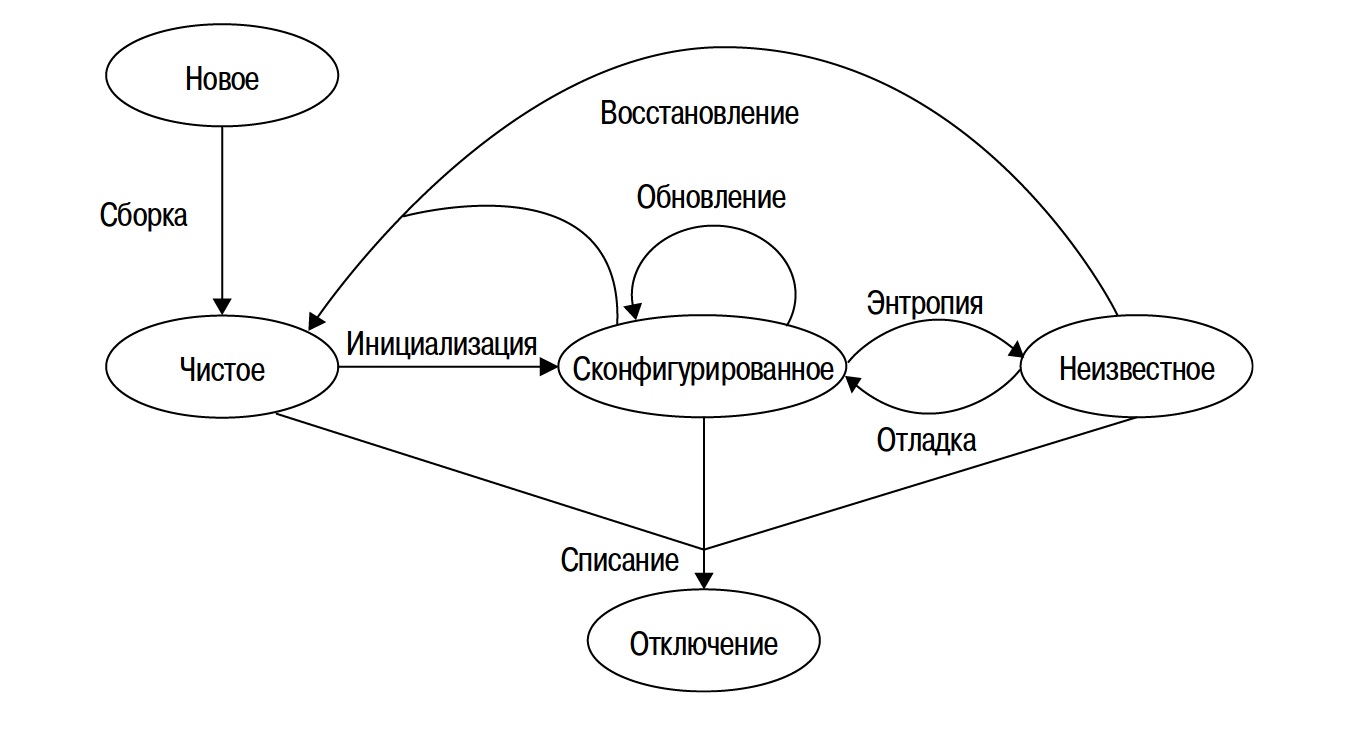 Новое
Восстановление
Обновление
Сборка
Энтропия
Инициализация
Чистое
Сконфигурированное
Неизвестное
Отладка
Списание
Отключение